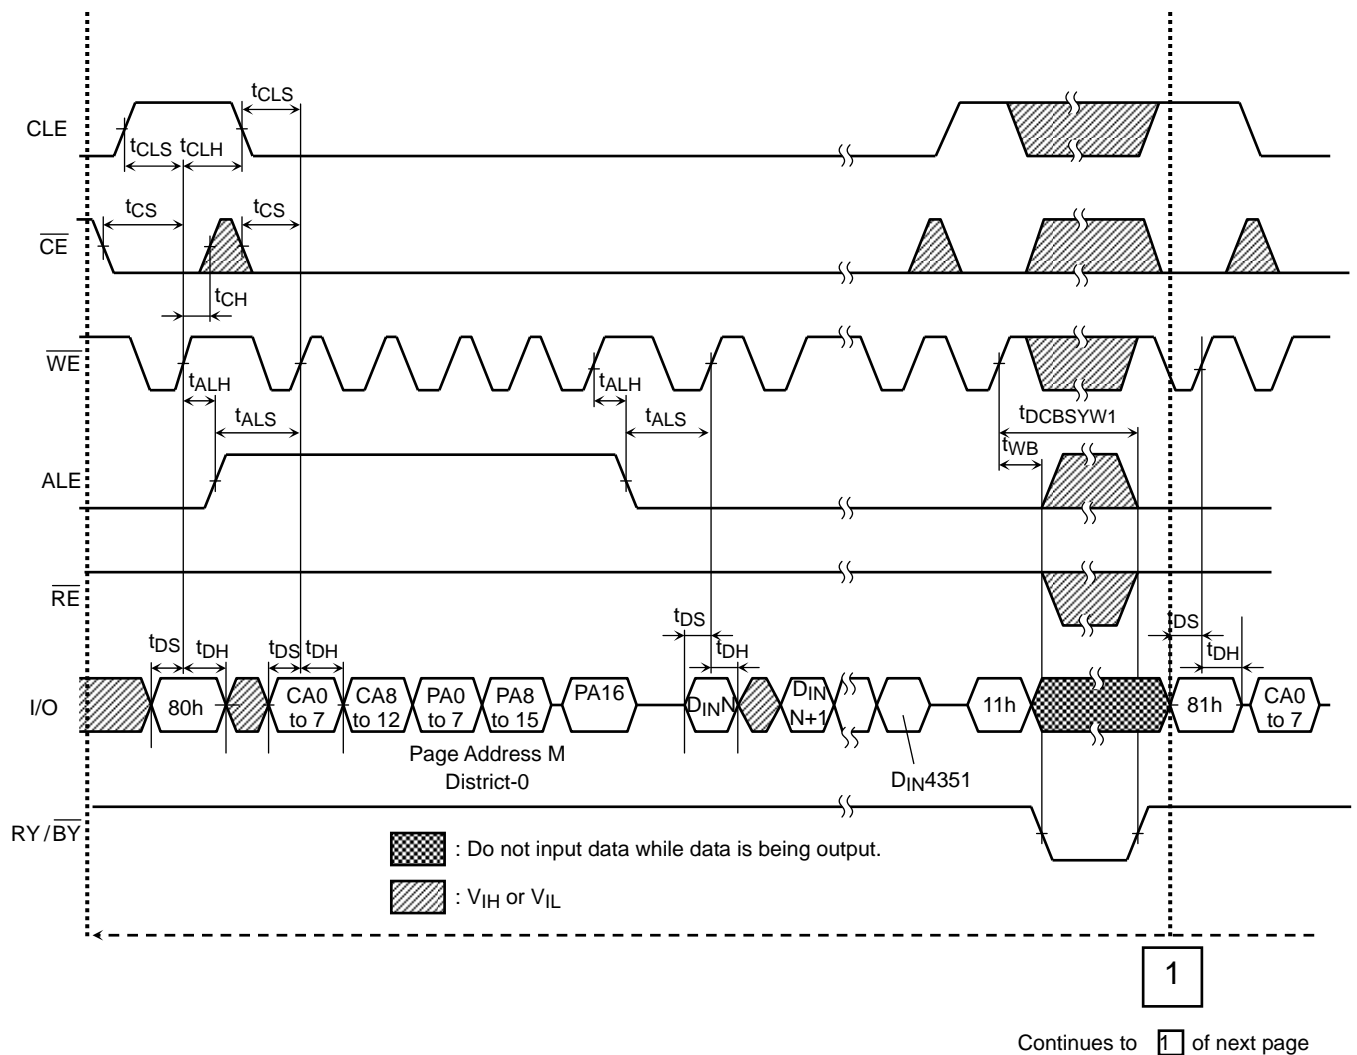 tCLS
CLE
tCLS tCLH
tCS tCS
CE
tCH
WE
tALH tALH
tALS tALS tDCBSYW1
tWB
ALE
RE
tDS tDH tDS tDH tDS tDH DS tDH
I/O 80h CA0 to 7 CA8 to 12 PA0 to 7 PA8 to 15 PA16 DINN DIN N+1 11h 81h CA0 to 7
Page Address M
District-0
DIN4351
RY/BY
: Do not input data while data is being output.
: VIH or VIL
1
Continues to 1 of next page